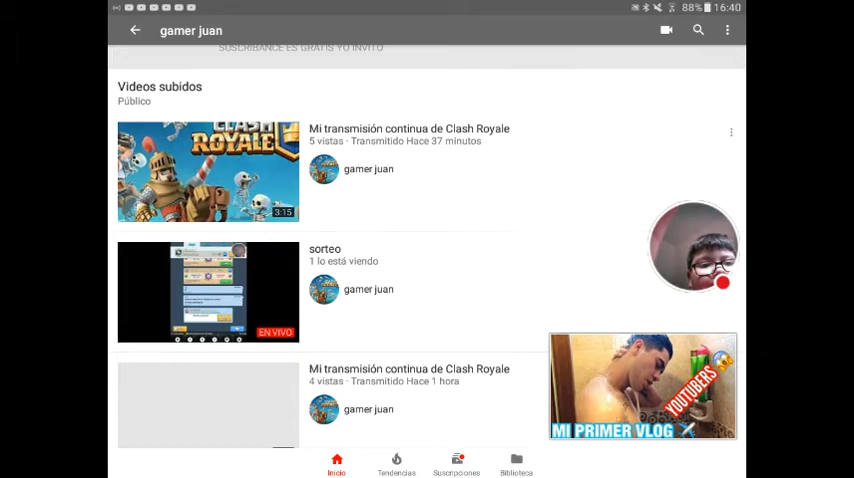 88% 16:40
gamer juan
SUSCRIBANCE ES GRATIS YO INVITO
Videos subidos
Público
CLASH
ROYALE
3:15
Mi transmisión continua de Clash Royale
5 vistas · Transmitido Hace 37 minutos
gamer juan
EN VIVO
sorteo
1 lo está viendo
gamer juan
YOUTUBERS
MI PRIMER VLOG
Mi transmisión continua de Clash Royale
4 vistas · Transmitido Hace 1 hora
gamer juan
Inicio
Tendencias
Suscripciones
Biblioteca